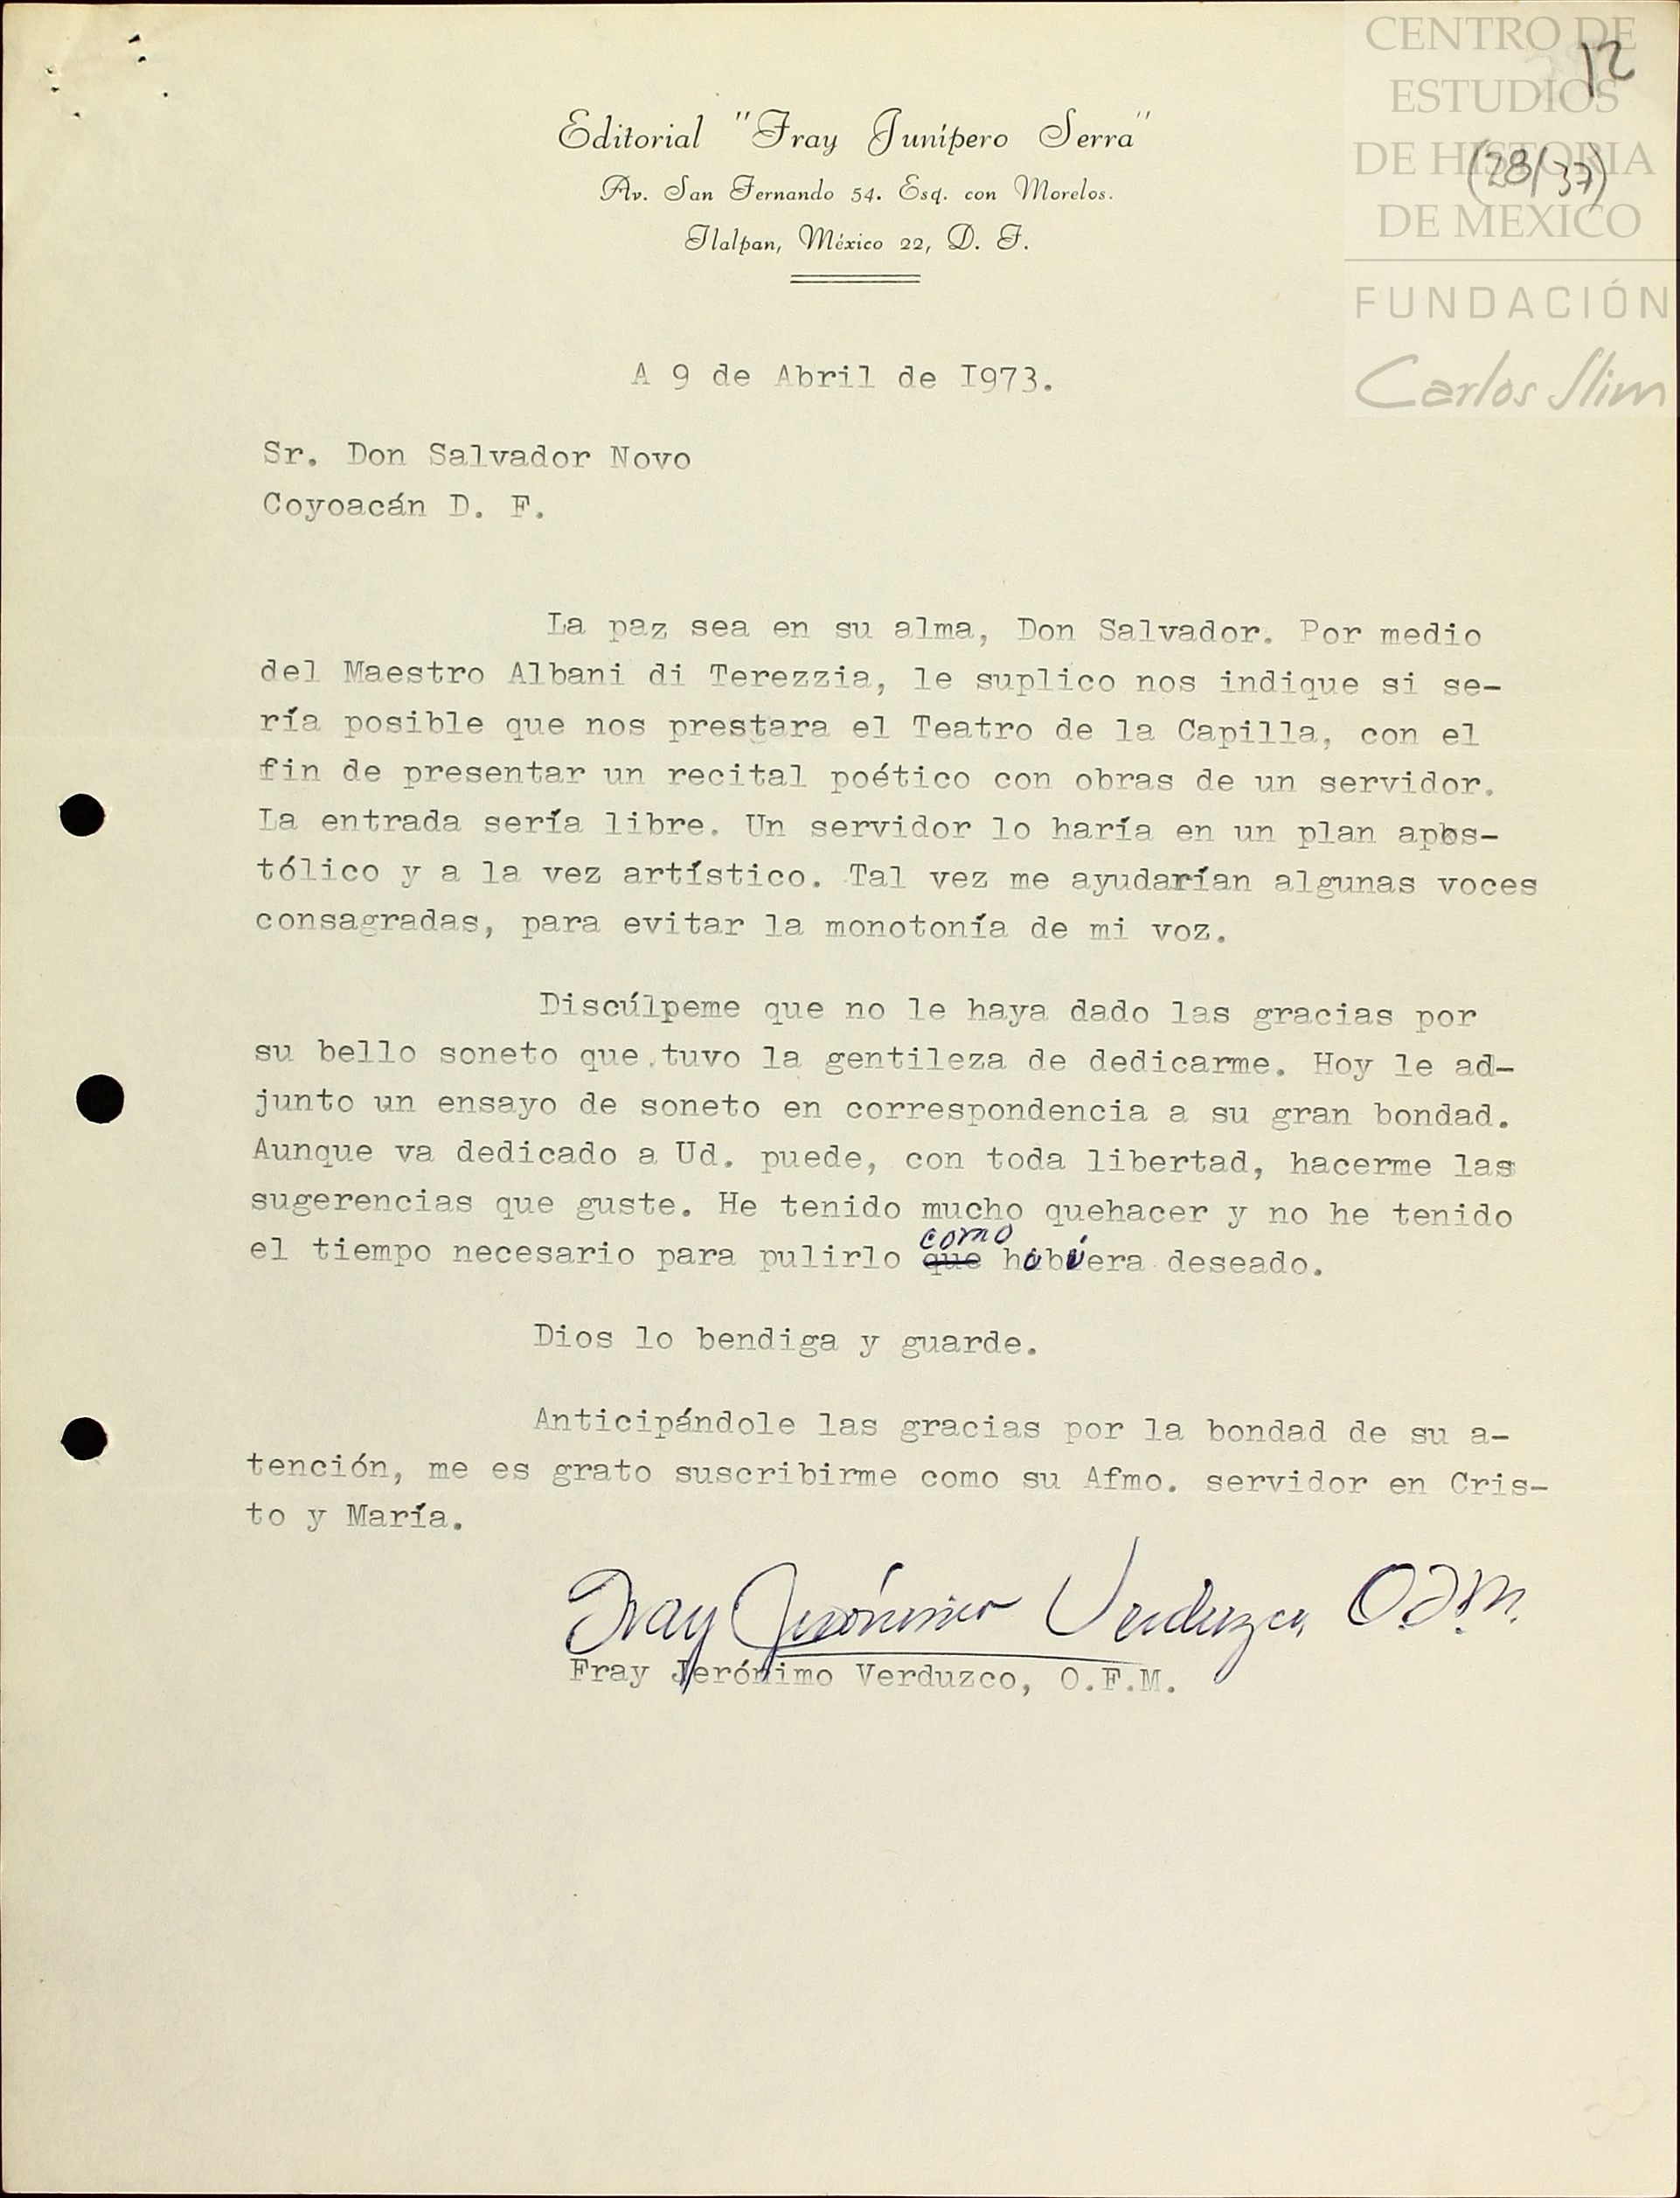 CENTRO DE
ESTUDIOS
DE HISTORIA
DE MEXICO
FUNDACIÓN
Carlos Slim
12
(28/37)
Editorial "Fray Junípero Serra"
Av. San Fernando 54. Esq. con Morelos.
Tlalpan, México 22, D. F.
A 9 de Abril de I973.
Sr. Don Salvador Novo
Coyoacán D. F.
La paz sea en su alma, Don Salvador. Por medio
del Maestro Albani di Terezzia, le suplico nos indique si se-
ría posible que nos prestara el Teatro de la Capilla, con el
fin de presentar un recital poético con obras de un servidor.
La entrada sería libre. Un servidor lo haría en un plan apos-
tólico y a la vez artístico. Tal vez me ayudarían algunas voces
consagradas, para evitar la monotonía de mi voz.
Discúlpeme que no le haya dado las gracias por
su bello soneto que tuvo la gentileza de dedicarme. Hoy le ad-
junto un ensayo de soneto en correspondencia a su gran bondad.
Aunque va dedicado a Ud. puede, con toda libertad, hacerme las
sugerencias que guste. He tenido mucho quehacer y no he tenido
como
el tiempo necesario para pulirlo que hubiera deseado.
Dios lo bendiga y guarde.
Anticipándole las gracias por la bondad de su a-
tención, me es grato suscribirme como su Afmo. servidor en Cris-
to y María.
Fray Jerónimo Verduzco, O.F.M.
Fray Jerónimo Verduzco, O.F.M.